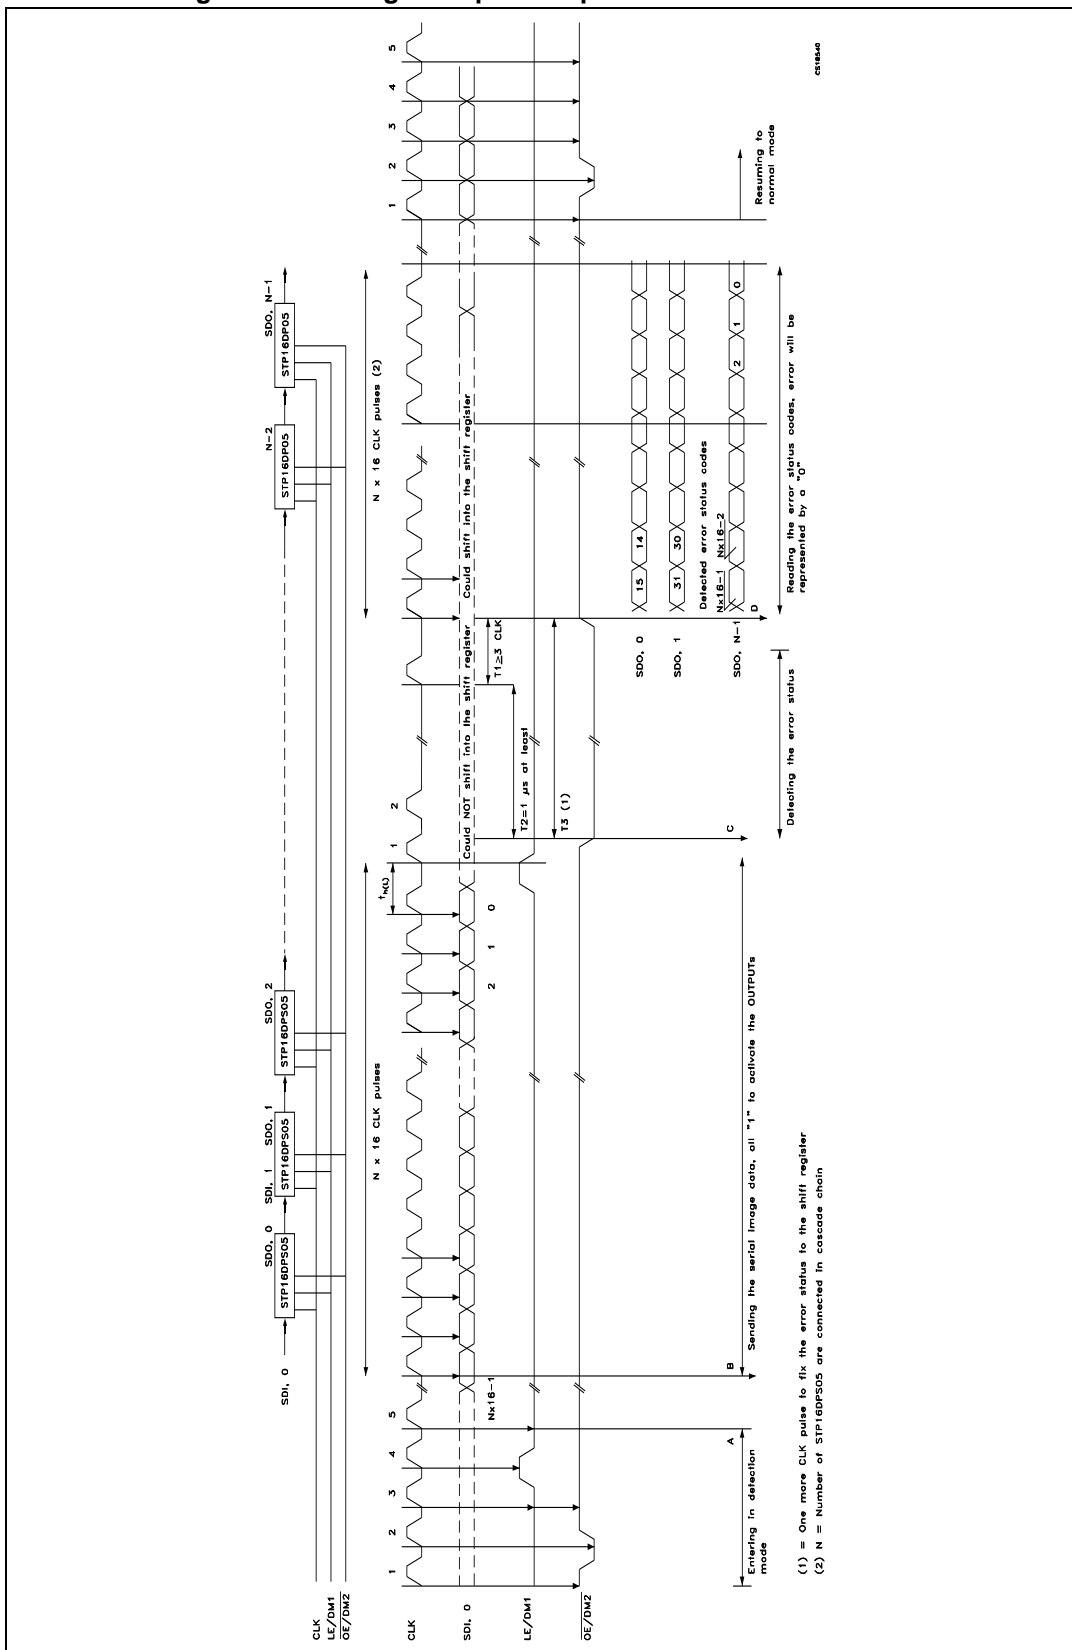 SDO, 0 SDI, 1 SDO, 1 SDO, 2 N-2 SDO, N-1
SDI, 0 STP16DPS05 STP16DPS05 STP16DPS05 STP16DP05 STP16DP05
CLK
LE/DM1
OE/DM2
N x 16 CLK pulses N x 16 CLK pulses (2)
1 2 3 4 5 tH(L) 1 2 1 2 3 4 5
CLK
SDI, 0 Could NOT shift into the shift register Could shift into the shift register
Nx16-1 2 1 0
T1≥3 CLK
T2=1 µs at least
LE/DM1
T3 (1)
OE/DM2
SDO, 0 15 14
SDO, 1 31 30
Detected error status codes
Nx16-1 Nx16-2
SDO, N-1 2 1 0
A B C D
Entering in detection
mode
Sending the serial image data, all "1" to activate the OUTPUTs
Detecting the error status
Reading the error status codes, error will be
represented by a "0"
Resuming to
normal mode
(1) = One more CLK pulse to fix the error status to the shift register
(2) N = Number of STP16DPS05 are connected in cascade chain
CS18540